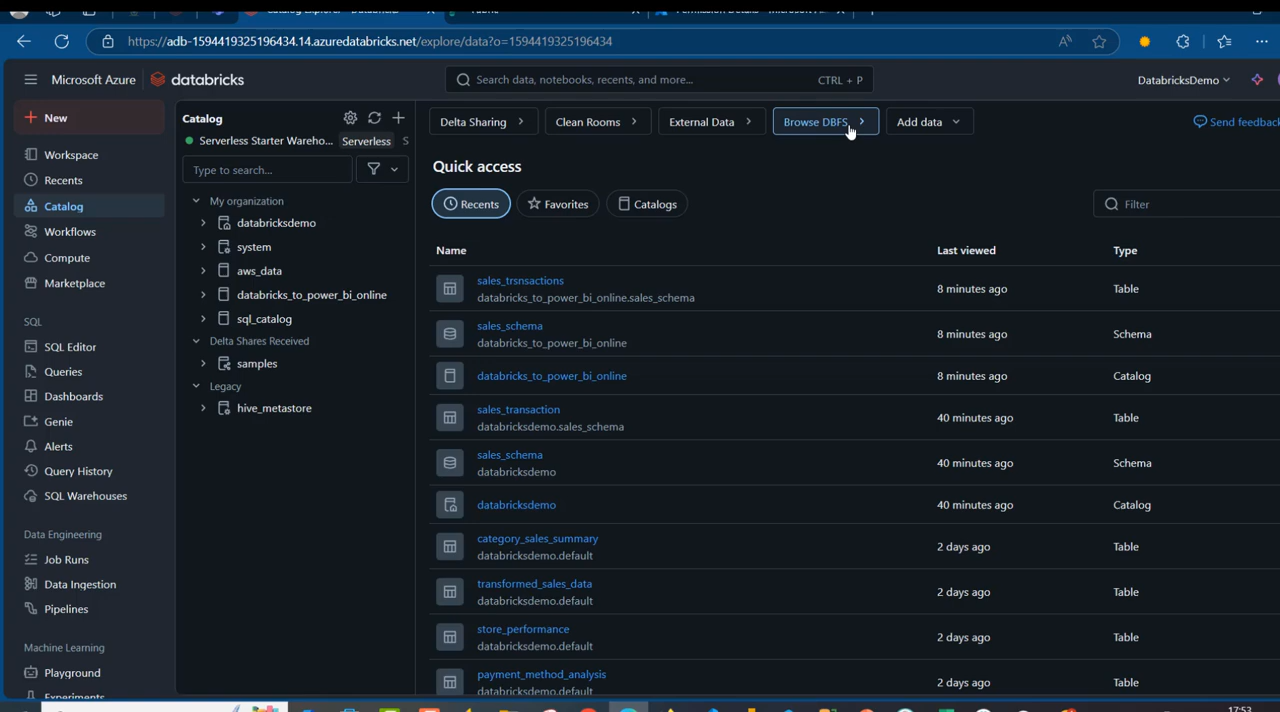 https://adb-1594419325196434.14.azuredatabricks.net/explore/data?o=1594419325196434
Microsoft Azure
databricks
Search data, notebooks, recents, and more...
CTRL + P
DatabricksDemo
New
Workspace
Recents
Catalog
Workflows
Compute
Marketplace
SQL
SQL Editor
Queries
Dashboards
Genie
Alerts
Query History
SQL Warehouses
Data Engineering
Job Runs
Data Ingestion
Pipelines
Machine Learning
Playground
Experiments
Catalog
Serverless Starter Wareho... Serverless S
Type to search...
My organization
databricksdemo
system
aws_data
databricks_to_power_bi_online
sql_catalog
Delta Shares Received
samples
Legacy
hive_metastore
Delta Sharing
Clean Rooms
External Data
Browse DBFS
Add data
Send feedback
Quick access
Recents
Favorites
Catalogs
Filter
Name Last viewed Type
sales_trsnsactions
databricks_to_power_bi_online.sales_schema
8 minutes ago Table
sales_schema
databricks_to_power_bi_online
8 minutes ago Schema
databricks_to_power_bi_online 8 minutes ago Catalog
sales_transaction
databricksdemo.sales_schema
40 minutes ago Table
sales_schema
databricksdemo
40 minutes ago Schema
databricksdemo 40 minutes ago Catalog
category_sales_summary
databricksdemo.default
2 days ago Table
transformed_sales_data
databricksdemo.default
2 days ago Table
store_performance
databricksdemo.default
2 days ago Table
payment_method_analysis
databricksdemo.default
2 days ago Table
17:53